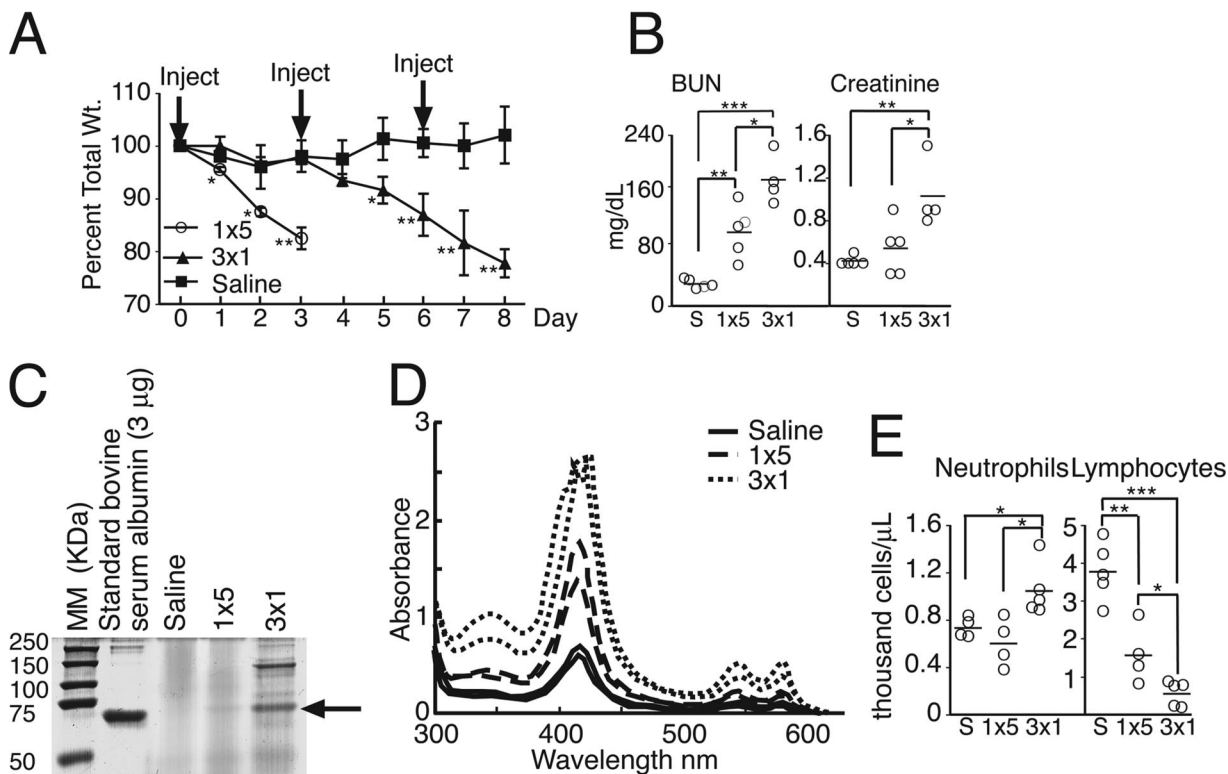 A
Inject
Inject
Inject
Percent Total Wt.
110
100
90
80
70
*
*
**
*
**
**
**
1x5
3x1
Saline
0 1 2 3 4 5 6 7 8 Day
B
BUN
Creatinine
mg/dL
240
160
80
0
***
*
**
S 1x5 3x1
1.6
1.2
0.8
0.4
**
*
S 1x5 3x1
C
MM (KDa)
Standard bovine
serum albumin (3 µg)
Saline
1x5
3x1
250
150
100
75
50
D
Absorbance
3
2
1
0
Saline
1x5
3x1
300 400 500 600
Wavelength nm
E
Neutrophils
Lymphocytes
thousand cells/µL
1.6
1.2
0.8
0.4
0
*
*
S 1x5 3x1
5
4
3
2
1
***
**
*
S 1x5 3x1